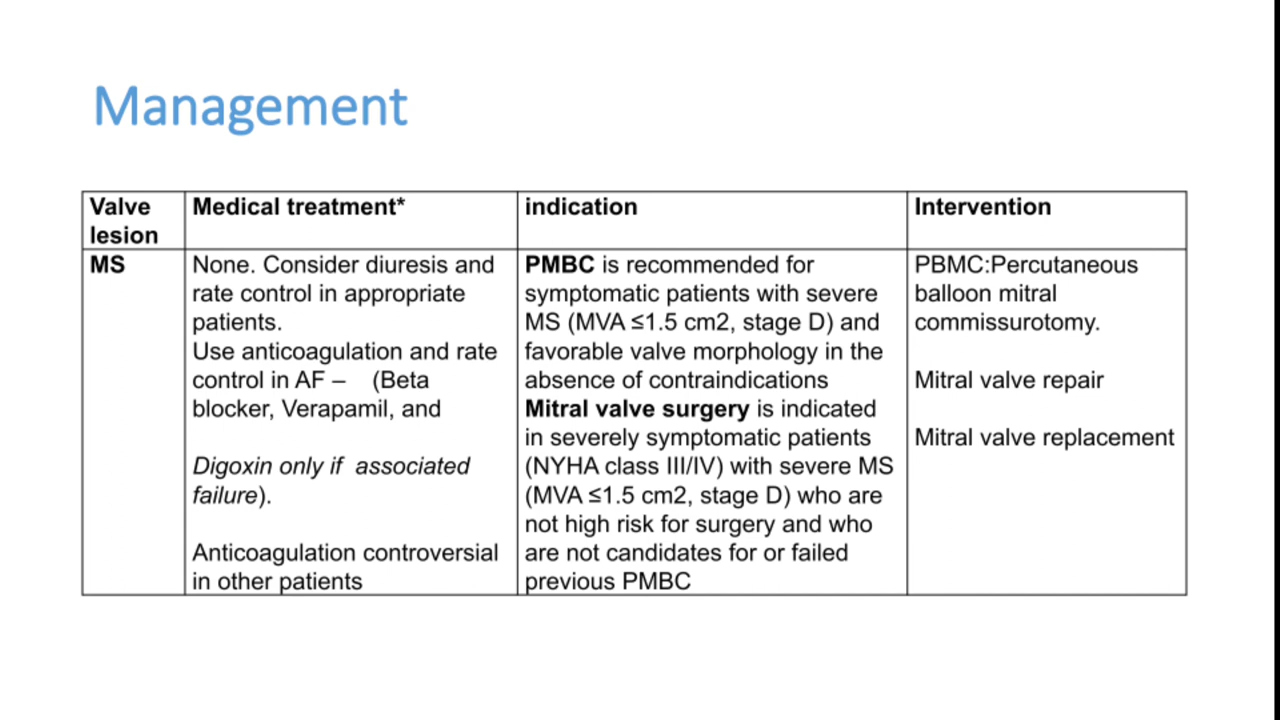 Management
Valve
lesion
Medical treatment*
indication
Intervention
MS
None. Consider diuresis and
rate control in appropriate
patients.
Use anticoagulation and rate
control in AF – (Beta
blocker, Verapamil, and
Digoxin only if associated
failure).
Anticoagulation controversial
in other patients
PMBC is recommended for
symptomatic patients with severe
MS (MVA ≤1.5 cm2, stage D) and
favorable valve morphology in the
absence of contraindications
Mitral valve surgery is indicated
in severely symptomatic patients
(NYHA class III/IV) with severe MS
(MVA ≤1.5 cm2, stage D) who are
not high risk for surgery and who
are not candidates for or failed
previous PMBC
PBMC:Percutaneous
balloon mitral
commissurotomy.
Mitral valve repair
Mitral valve replacement